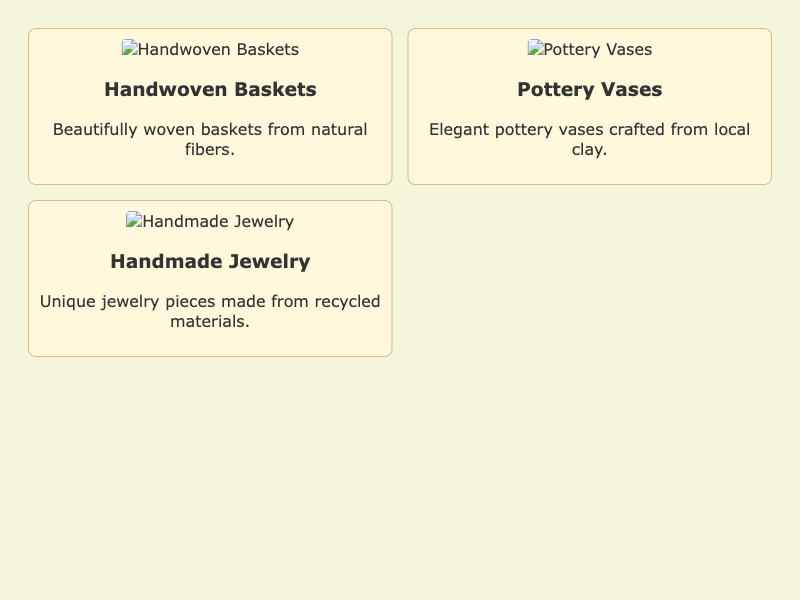 Handwoven Baskets
Handwoven Baskets
Beautifully woven baskets from natural
fibers.
Pottery Vases
Pottery Vases
Elegant pottery vases crafted from local
clay.
Handmade Jewelry
Handmade Jewelry
Unique jewelry pieces made from recycled
materials.